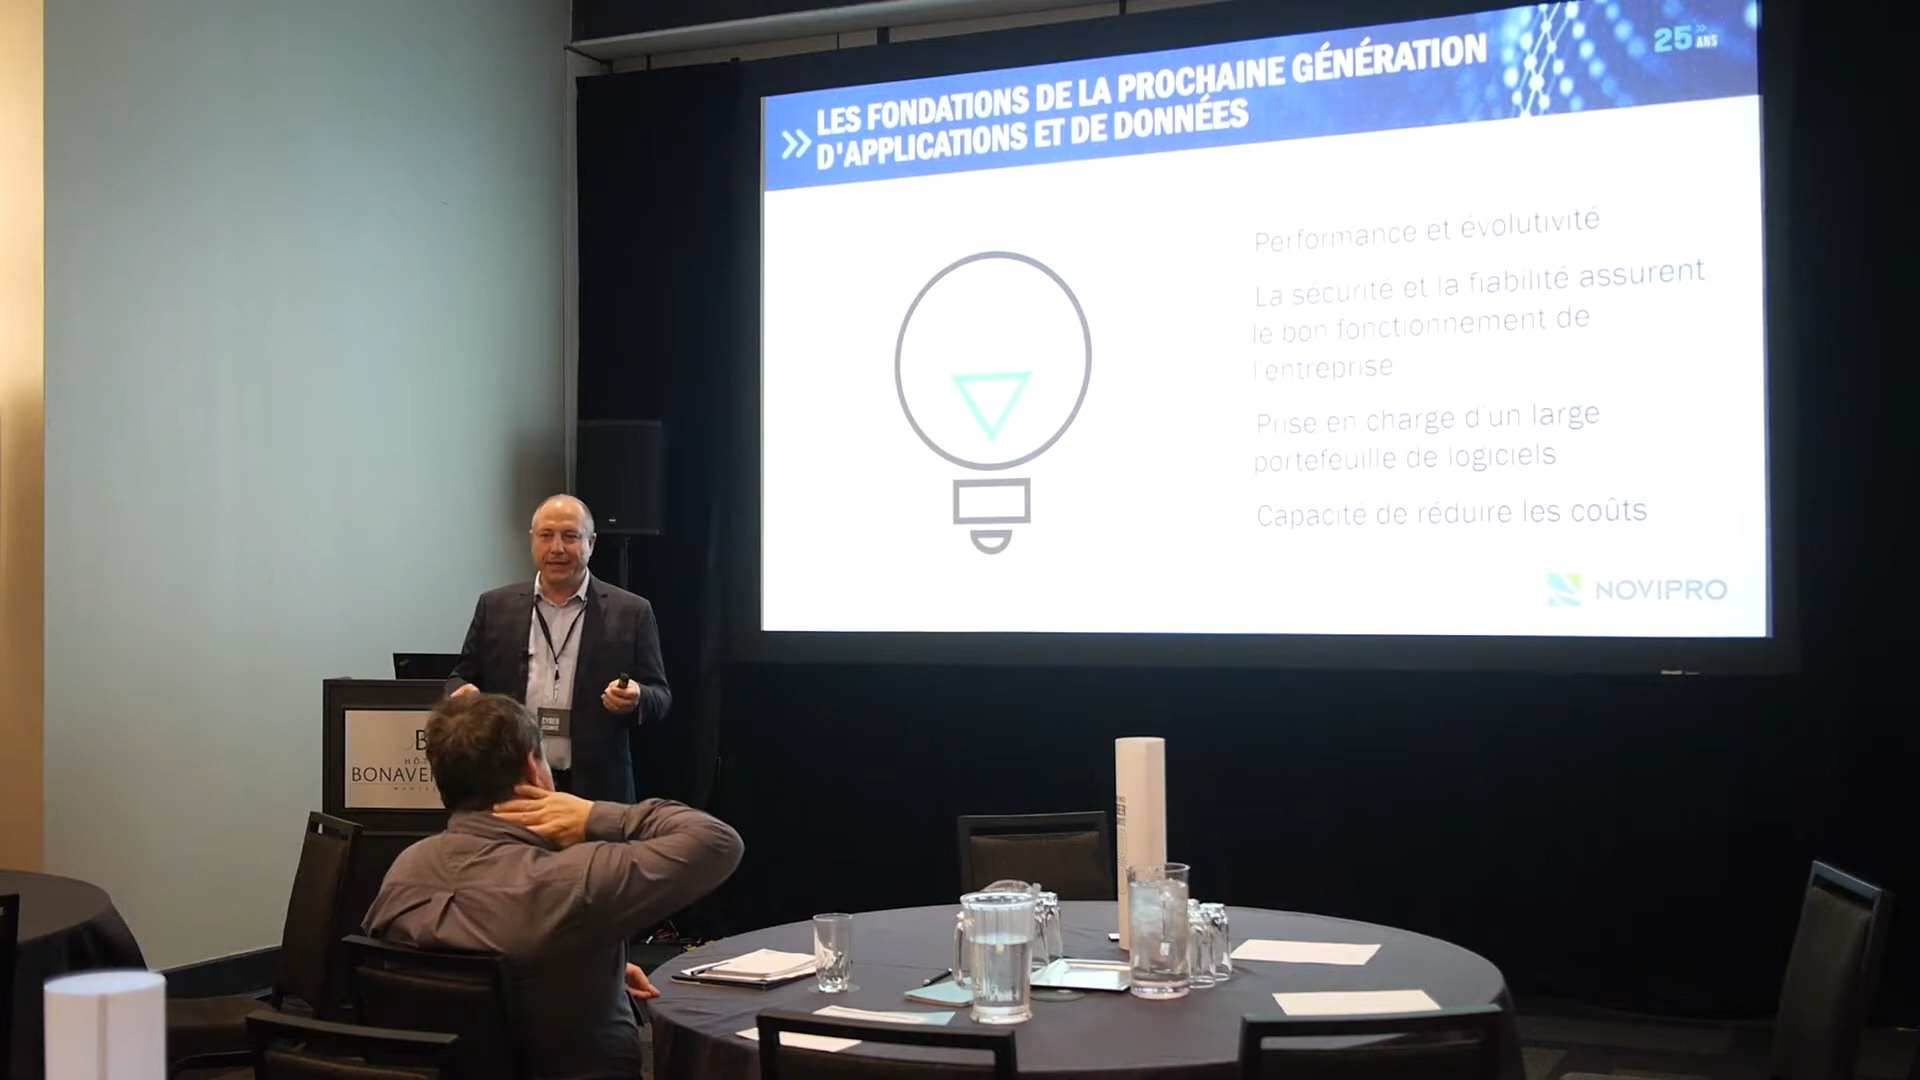 LES FONDATIONS DE LA PROCHAINE GÉNÉRATION
D'APPLICATIONS ET DE DONNÉES
25 ANS
Performance et évolutivité
La sécurité et la fiabilité assurent
le bon fonctionnement de
l'entreprise
Prise en charge d'un large
portefeuille de logiciels
Capacité de réduire les coûts
NOVIPRO
CYBER
B
HÔT
BONAVE